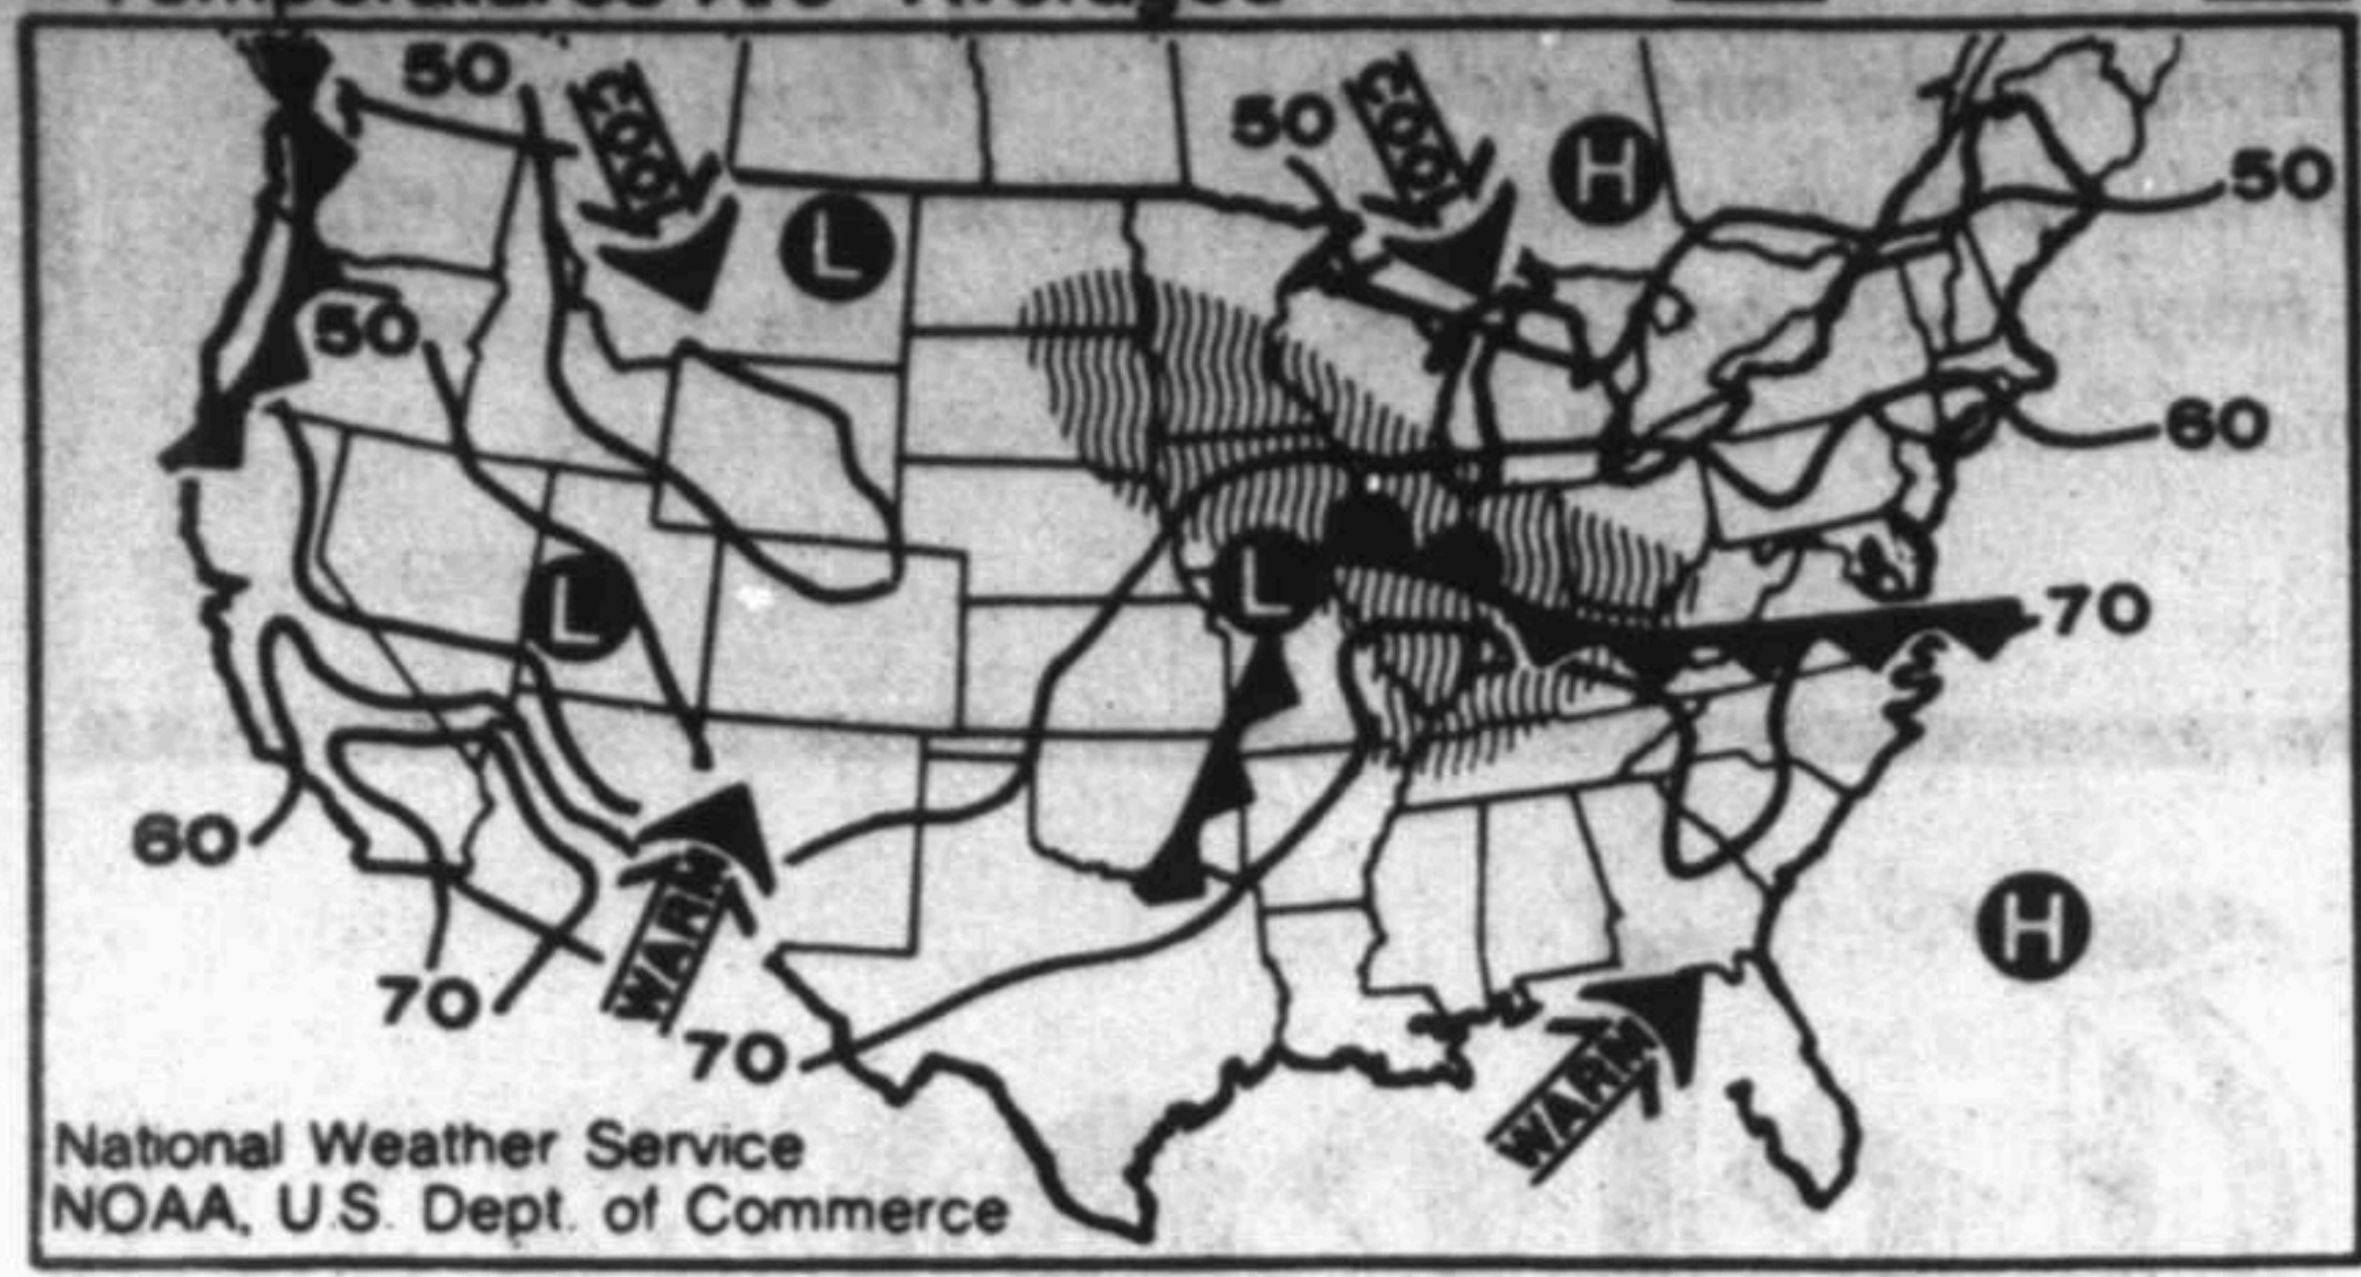 50
COOL
50
COOL
H
50
L
50
60
L
L
70
60
H
70
WARM
70
WARM
National Weather Service
NOAA, U.S. Dept. of Commerce